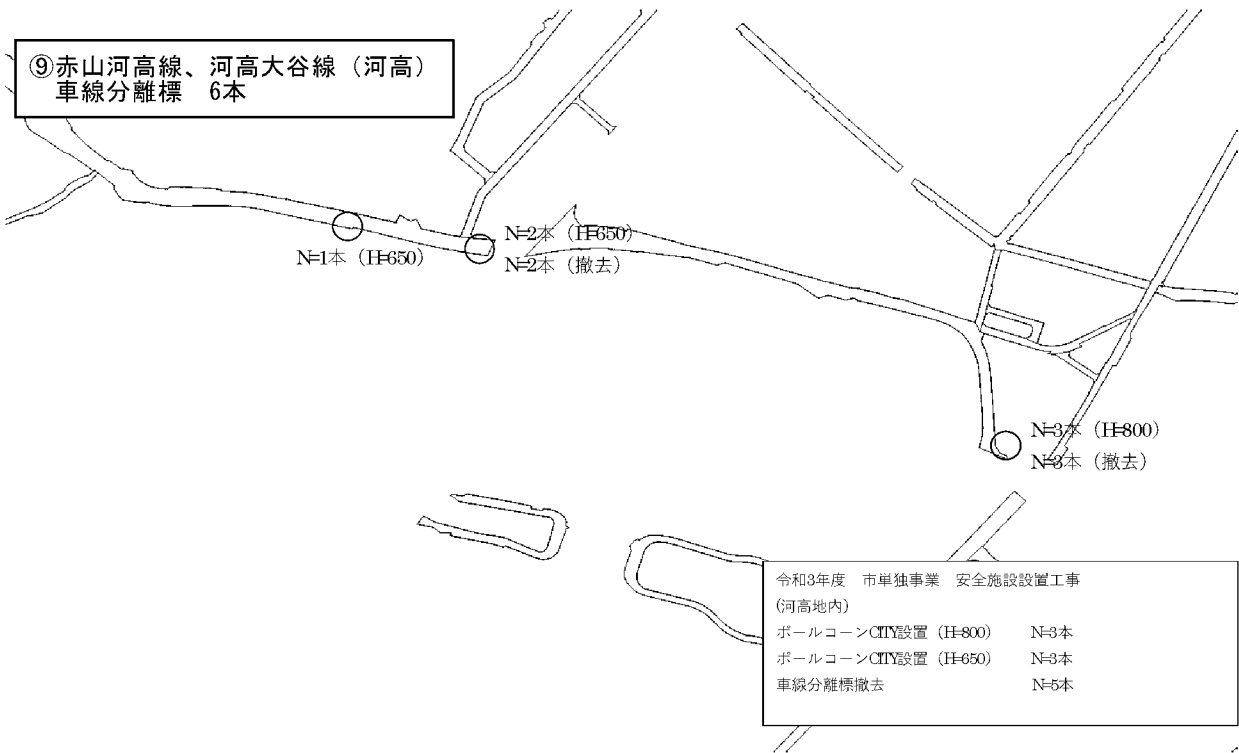 ⑨赤山河高線、河高大谷線（河高）
車線分離標　6本
N=1本（H=650）
N=2本（H=650）
N=2本（撤去）
N=3本（H=800）
N=3本（撤去）
令和3年度　市単独事業　安全施設設置工事
(河高地内)
ポールコーンCITY設置（H=800）　N=3本
ポールコーンCITY設置（H=650）　N=3本
車線分離標撤去　N=5本